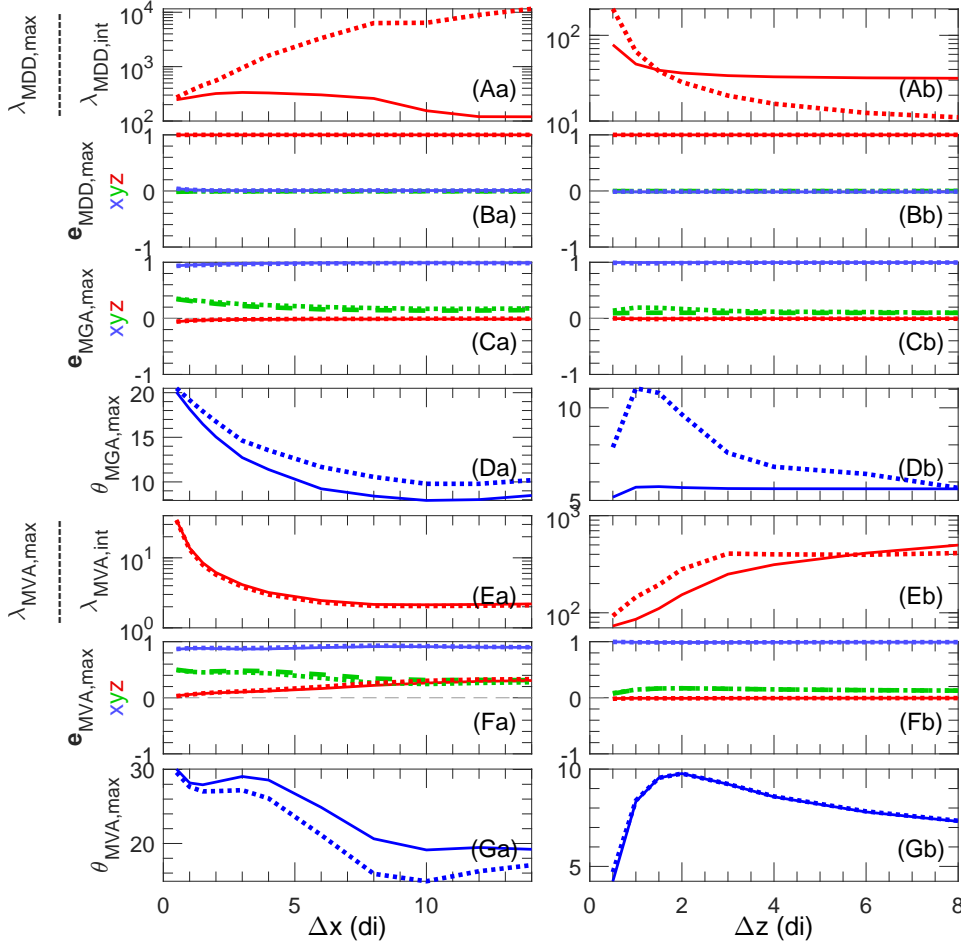 λMDD,max
λMDD,int
10^4
10^3
10^2
(Aa)
10^2
10^1
(Ab)
eMDD,max
xyz
10^1
1
0
-1
(Ba)
1
0
-1
(Bb)
eMGA,max
xyz
1
0
-1
(Ca)
1
0
-1
(Cb)
θMGA,max
20
15
10
(Da)
10
5
(Db)
λMVA,max
λMVA,int
10^1
10^0
(Ea)
10^3
10^2
(Eb)
eMVA,max
xyz
1
0
-1
(Fa)
1
0
-1
(Fb)
θMVA,max
30
20
(Ga)
10
5
(Gb)
0 5 10
Δx (di)
0 2 4 6 8
Δz (di)